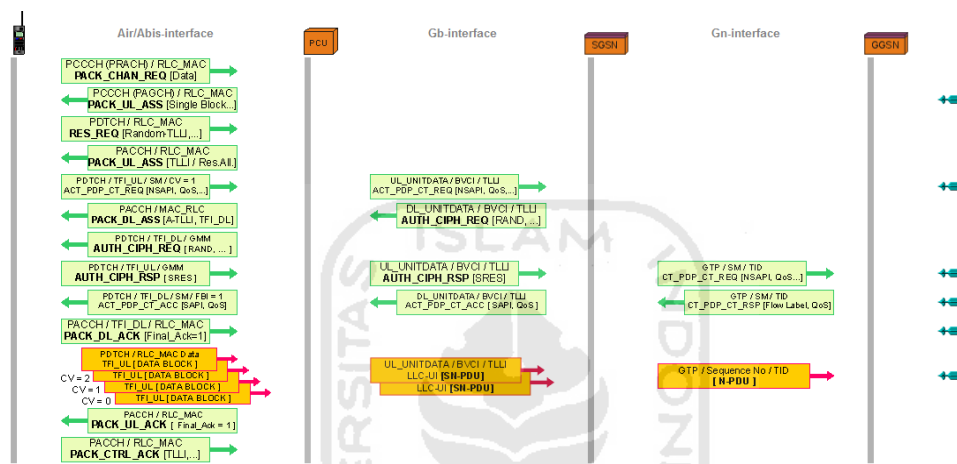 Air/Abis-interface
Gb-interface
Gn-interface
PCU
SGSN
GGSN
PCCCH (PRACH) / RLC_MAC
PACK_CHAN_REQ [Data]
PCCCH (PAGCH) / RLC_MAC
PACK_UL_ASS [Single Block...]
PDTCH / RLC_MAC
RES_REQ [Random-TLLI,...]
PACCH / RLC_MAC
PACK_UL_ASS [TLLI / Res.All.]
PDTCH / TFI_UL / SM / CV = 1
ACT_PDP_CT_REQ [NSAPI, QoS,...]
UL_UNITDATA / BVCI / TLLI
ACT_PDP_CT_REQ [NSAPI, QoS,...]
PACCH / MAC_RLC
PACK_DL_ASS [A-TLLI, TFI_DL]
DL_UNITDATA / BVCI / TLLI
AUTH_CIPH_REQ [RAND, ...]
PDTCH / TFI_DL/ GMM
AUTH_CIPH_REQ [RAND, ... ]
PDTCH / TFI_UL/GMM
AUTH_CIPH_RSP [SRES]
UL_UNITDATA / BVCI / TLLI
AUTH_CIPH_RSP [SRES]
GTP / SM / TID
CT_PDP_CT_REQ [NSAPI, QoS...]
PDTCH / TFI_DL/ SM/ FBI = 1
ACT_PDP_CT_ACC [SAPI, QoS]
DL_UNITDATA / BVCI / TLLI
ACT_PDP_CT_ACC [SAPI, QoS ]
GTP / SM / TID
CT_PDP_CT_RSP [Flow Label, QoS]
PACCH / TFI_DL/ RLC_MAC
PACK_DL_ACK [Final_Ack=1]
PDTCH / RLC_MAC Data
TFI_UL [DATA BLOCK ]
CV = 2
TFI_UL [DATA BLOCK ]
CV = 1
TFI_UL [DATA BLOCK ]
CV = 0
TFI_UL [DATA BLOCK ]
UL_UNITDATA / BVCI / TLLI
LLC-UI [SN-PDU]
LLC-UI [SN-PDU]
GTP / Sequence No / TID
[ N-PDU ]
PACCH / RLC_MAC
PACK_UL_ACK [ Final_Ack = 1]
PACCH / RLC_MAC
PACK_CTRL_ACK [TLLI,...]
ISLAM